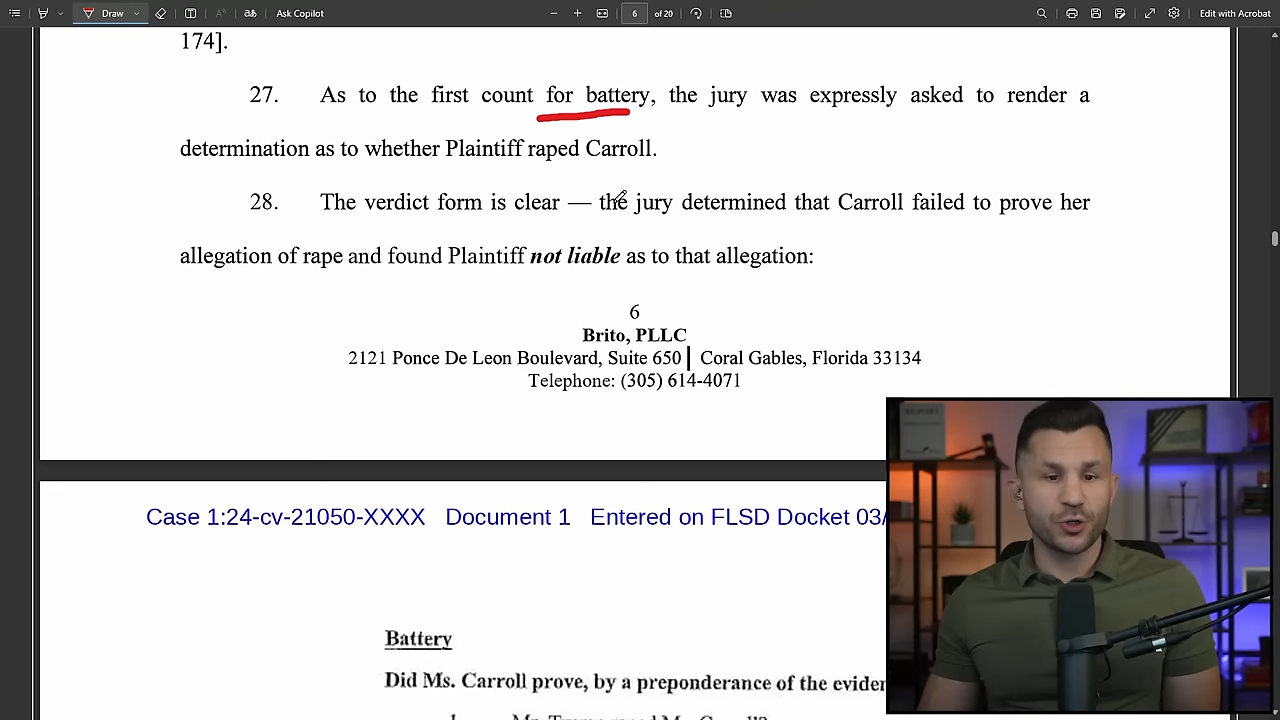 Draw
Ask Copilot
6 of 20
Edit with Acrobat
174].
27. As to the first count for battery, the jury was expressly asked to render a
determination as to whether Plaintiff raped Carroll.
28. The verdict form is clear — the jury determined that Carroll failed to prove her
allegation of rape and found Plaintiff not liable as to that allegation:
6
Brito, PLLC
2121 Ponce De Leon Boulevard, Suite 650 | Coral Gables, Florida 33134
Telephone: (305) 614-4071
Case 1:24-cv-21050-XXXX Document 1 Entered on FLSD Docket 03/
Battery
Did Ms. Carroll prove, by a preponderance of the eviden